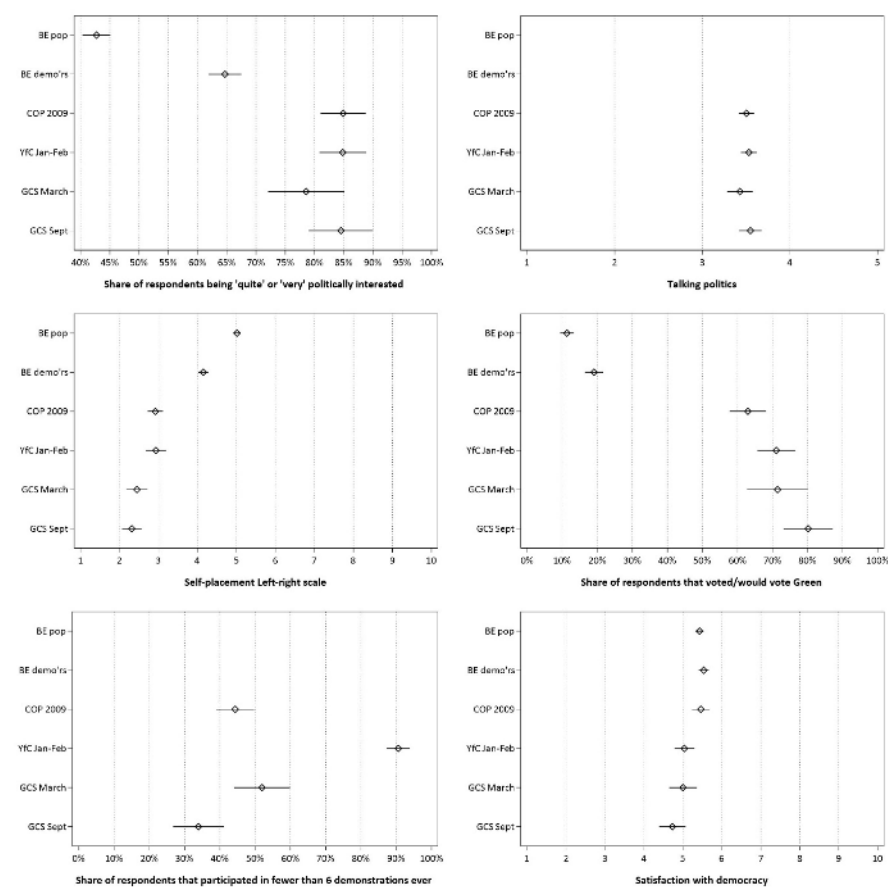 BE pop
BE demo'rs
COP 2009
YfC Jan-Feb
GCS March
GCS Sept
40% 45% 50% 55% 60% 65% 70% 75% 80% 85% 90% 95% 100%
Share of respondents being 'quite' or 'very' politically interested
BE pop
BE demo'rs
COP 2009
YfC Jan-Feb
GCS March
GCS Sept
1 2 3 4 5
Talking politics
BE pop
BE demo'rs
COP 2009
YfC Jan-Feb
GCS March
GCS Sept
1 2 3 4 5 6 7 8 9 10
Self-placement Left-right scale
BE pop
BE demo'rs
COP 2009
YfC Jan-Feb
GCS March
GCS Sept
0% 10% 20% 30% 40% 50% 60% 70% 80% 90% 100%
Share of respondents that voted/would vote Green
BE pop
BE demo'rs
COP 2009
YfC Jan-Feb
GCS March
GCS Sept
0% 10% 20% 30% 40% 50% 60% 70% 80% 90% 100%
Share of respondents that participated in fewer than 6 demonstrations ever
BE pop
BE demo'rs
COP 2009
YfC Jan-Feb
GCS March
GCS Sept
1 2 3 4 5 6 7 8 9 10
Satisfaction with democracy